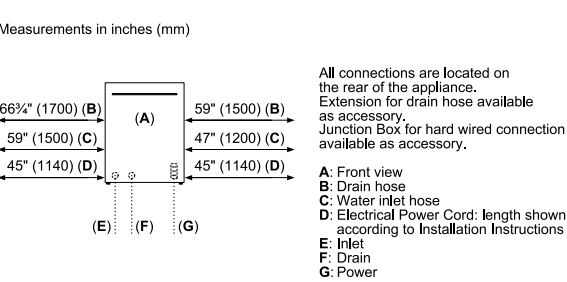 Measurements in inches (mm)
66¾" (1700) (B)
59" (1500) (B)
(A)
59" (1500) (C)
47" (1200) (C)
45" (1140) (D)
45" (1140) (D)
(E)
(F)
(G)
All connections are located on
the rear of the appliance.
Extension for drain hose available
as accessory.
Junction Box for hard wired connection
available as accessory.
A: Front view
B: Drain hose
C: Water inlet hose
D: Electrical Power Cord: length shown
according to Installation Instructions
E: Inlet
F: Drain
G: Power